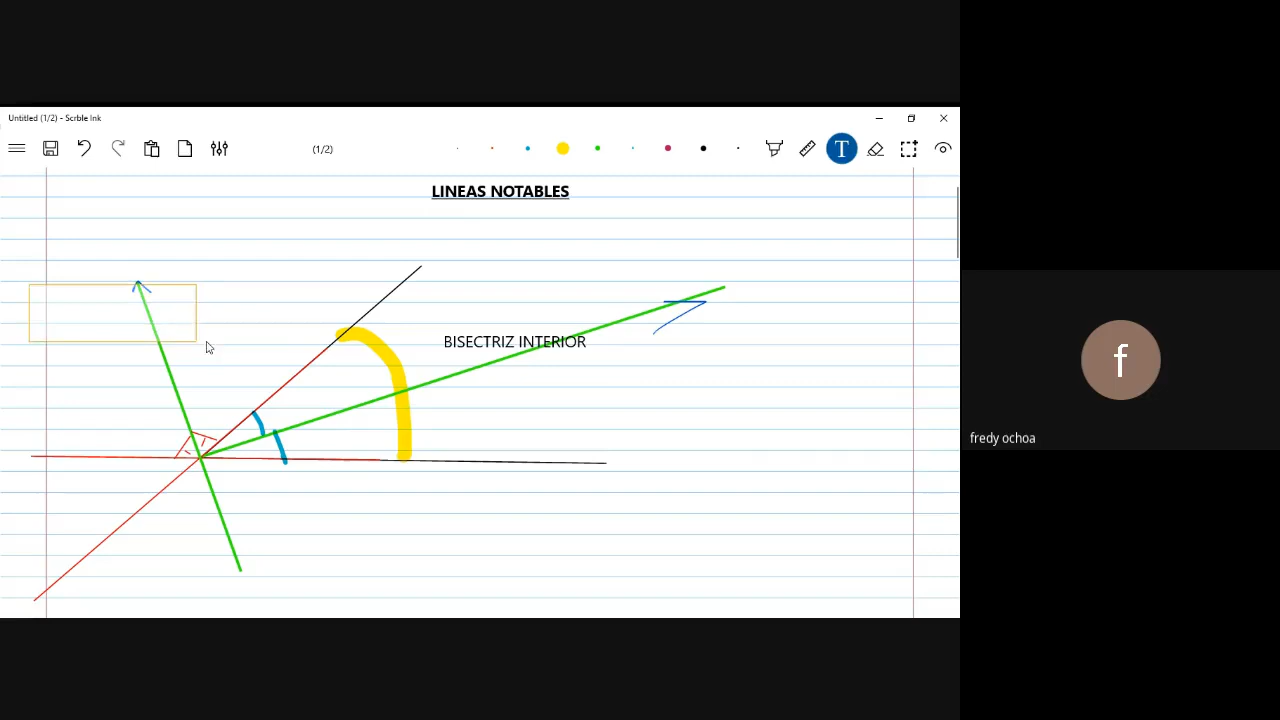 Untitled (1/2) - Scrble Ink
(1/2)
T
LINEAS NOTABLES
BISECTRIZ INTERIOR
f
fredy ochoa